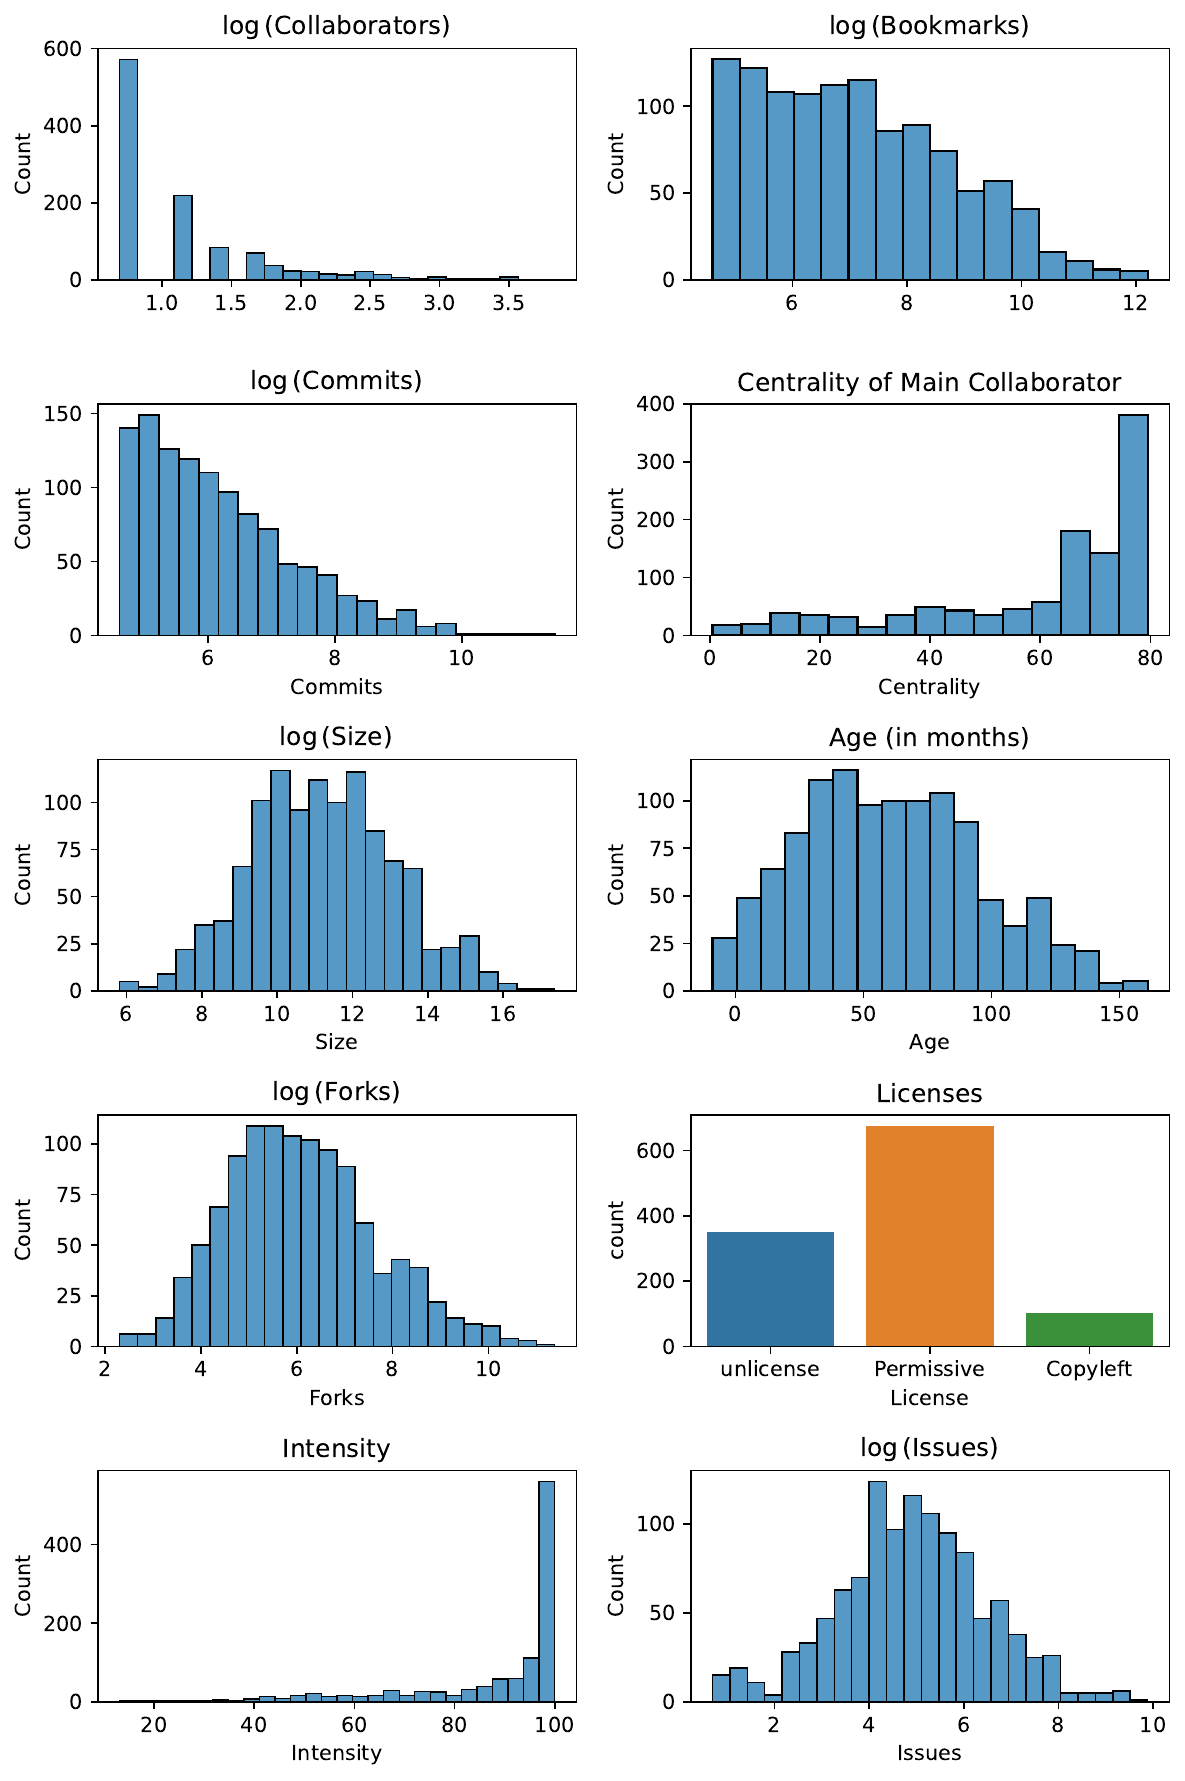 log (Collaborators)
Count
600
400
200
0
1.0 1.5 2.0 2.5 3.0 3.5
log (Bookmarks)
Count
100
50
0
6 8 10 12
log (Commits)
Count
150
100
50
0
6 8 10
Commits
Centrality of Main Collaborator
Count
400
300
200
100
0
0 20 40 60 80
Centrality
log (Size)
Count
100
75
50
25
0
6 8 10 12 14 16
Size
Age (in months)
Count
100
75
50
25
0
0 50 100 150
Age
log (Forks)
Count
100
75
50
25
0
2 4 6 8 10
Forks
Licenses
count
600
400
200
0
unlicense Permissive Copyleft
License
Intensity
Count
400
200
0
20 40 60 80 100
Intensity
log (Issues)
Count
100
50
0
2 4 6 8 10
Issues